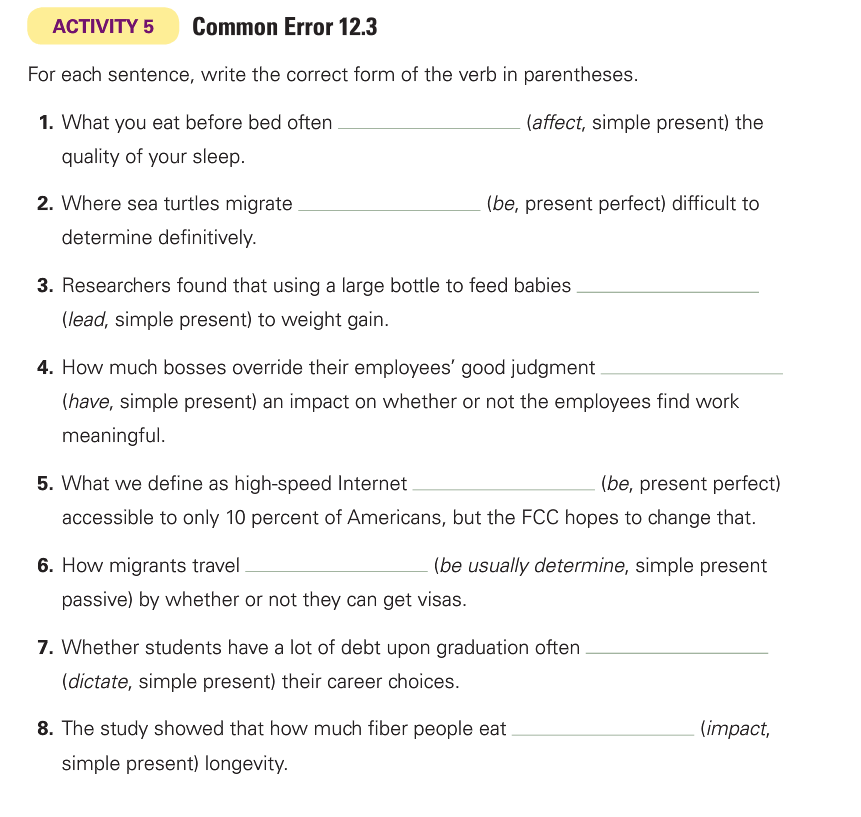 ACTIVITY 5 Common Error 12.3
For each sentence, write the correct form of the verb in parentheses.
1. What you eat before bed often ____________________ (affect, simple present) the
quality of your sleep.
2. Where sea turtles migrate ____________________ (be, present perfect) difficult to
determine definitively.
3. Researchers found that using a large bottle to feed babies ____________________
(lead, simple present) to weight gain.
4. How much bosses override their employees’ good judgment ____________________
(have, simple present) an impact on whether or not the employees find work
meaningful.
5. What we define as high-speed Internet ____________________ (be, present perfect)
accessible to only 10 percent of Americans, but the FCC hopes to change that.
6. How migrants travel ____________________ (be usually determine, simple present
passive) by whether or not they can get visas.
7. Whether students have a lot of debt upon graduation often ____________________
(dictate, simple present) their career choices.
8. The study showed that how much fiber people eat ____________________ (impact,
simple present) longevity.